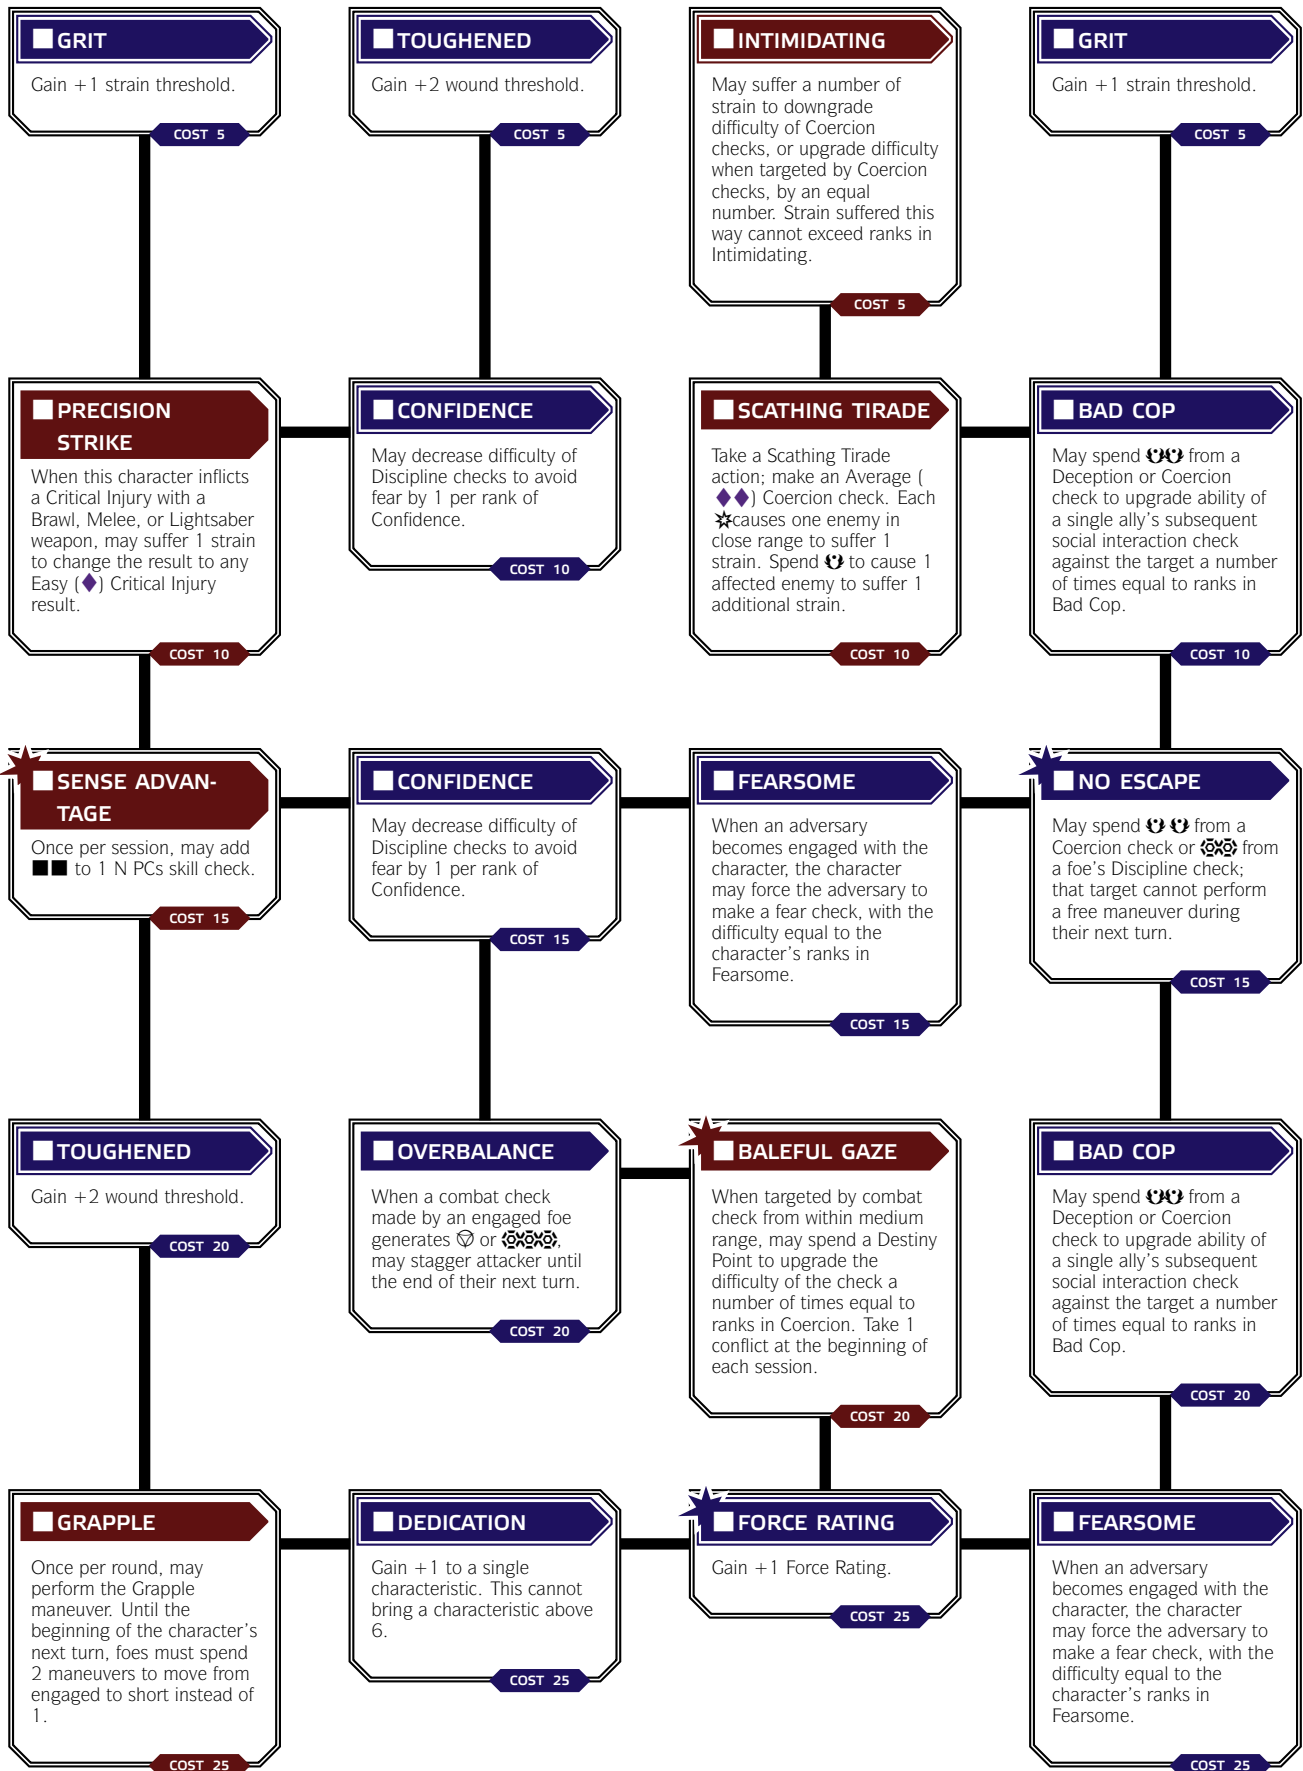 GRIT
Gain +1 strain threshold.
COST 5
TOUGHENED
Gain +2 wound threshold.
COST 5
INTIMIDATING
May suffer a number of
strain to downgrade
difficulty of Coercion
checks, or upgrade difficulty
when targeted by Coercion
checks, by an equal
number. Strain suffered this
way cannot exceed ranks in
Intimidating.
COST 5
GRIT
Gain +1 strain threshold.
COST 5
PRECISION
STRIKE
When this character inflicts
a Critical Injury with a
Brawl, Melee, or Lightsaber
weapon, may suffer 1 strain
to change the result to any
Easy (♦) Critical Injury
result.
COST 10
CONFIDENCE
May decrease difficulty of
Discipline checks to avoid
fear by 1 per rank of
Confidence.
COST 10
SCATHING TIRADE
Take a Scathing Tirade
action; make an Average (
♦♦) Coercion check. Each
causes one enemy in
close range to suffer 1
strain. Spend to cause 1
affected enemy to suffer 1
additional strain.
COST 10
BAD COP
May spend from a
Deception or Coercion
check to upgrade ability of
a single ally's subsequent
social interaction check
against the target a number
of times equal to ranks in
Bad Cop.
COST 10
SENSE ADVAN-
TAGE
Once per session, may add
■■ to 1 N PCs skill check.
COST 15
CONFIDENCE
May decrease difficulty of
Discipline checks to avoid
fear by 1 per rank of
Confidence.
COST 15
FEARSOME
When an adversary
becomes engaged with the
character, the character
may force the adversary to
make a fear check, with the
difficulty equal to the
character's ranks in
Fearsome.
COST 15
NO ESCAPE
May spend from a
Coercion check or from
a foe's Discipline check;
that target cannot perform
a free maneuver during
their next turn.
COST 15
TOUGHENED
Gain +2 wound threshold.
COST 20
OVERBALANCE
When a combat check
made by an engaged foe
generates or ,
may stagger attacker until
the end of their next turn.
COST 20
BALEFUL GAZE
When targeted by combat
check from within medium
range, may spend a Destiny
Point to upgrade the
difficulty of the check a
number of times equal to
ranks in Coercion. Take 1
conflict at the beginning of
each session.
COST 20
BAD COP
May spend from a
Deception or Coercion
check to upgrade ability of
a single ally's subsequent
social interaction check
against the target a number
of times equal to ranks in
Bad Cop.
COST 20
GRAPPLE
Once per round, may
perform the Grapple
maneuver. Until the
beginning of the character's
next turn, foes must spend
2 maneuvers to move from
engaged to short instead of
1.
COST 25
DEDICATION
Gain +1 to a single
characteristic. This cannot
bring a characteristic above
6.
COST 25
FORCE RATING
Gain +1 Force Rating.
COST 25
FEARSOME
When an adversary
becomes engaged with the
character, the character
may force the adversary to
make a fear check, with the
difficulty equal to the
character's ranks in
Fearsome.
COST 25